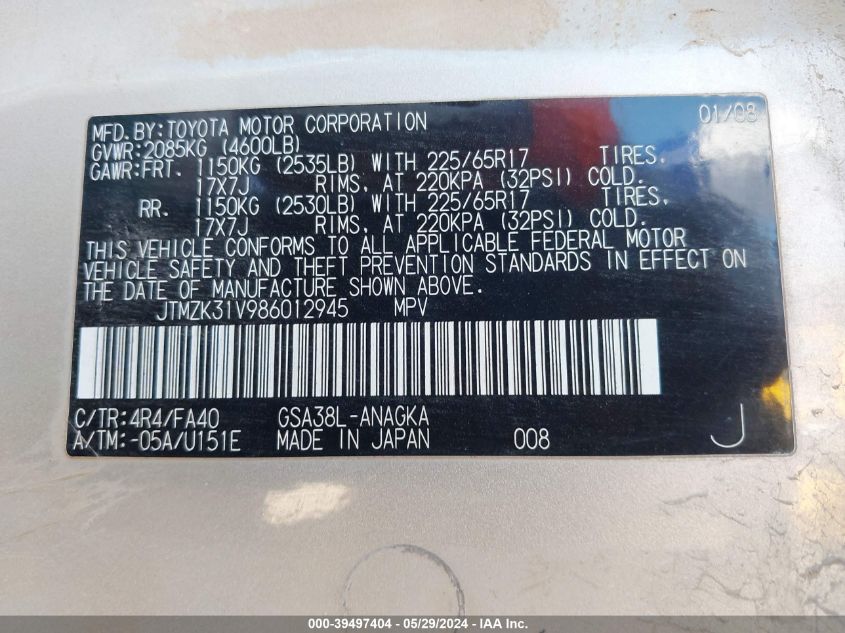 01/08
MFD. BY: TOYOTA MOTOR CORPORATION
GVWR: 2085KG (4600LB)
GAWR: FRT. 1150KG (2535LB) WITH 225/65R17 TIRES,
17X7J RIMS, AT 220KPA (32PSI) COLD.
RR. 1150KG (2530LB) WITH 225/65R17 TIRES,
17X7J RIMS, AT 220KPA (32PSI) COLD.
THIS VEHICLE CONFORMS TO ALL APPLICABLE FEDERAL MOTOR
VEHICLE SAFETY AND THEFT PREVENTION STANDARDS IN EFFECT ON
THE DATE OF MANUFACTURE SHOWN ABOVE.
JTMZK31V986012945 MPV
C/TR: 4R4/FA40 GSA38L-ANAGKA
A/TM: -05A/U151E MADE IN JAPAN 008 J
000-39497404 - 05/29/2024 - IAA Inc.